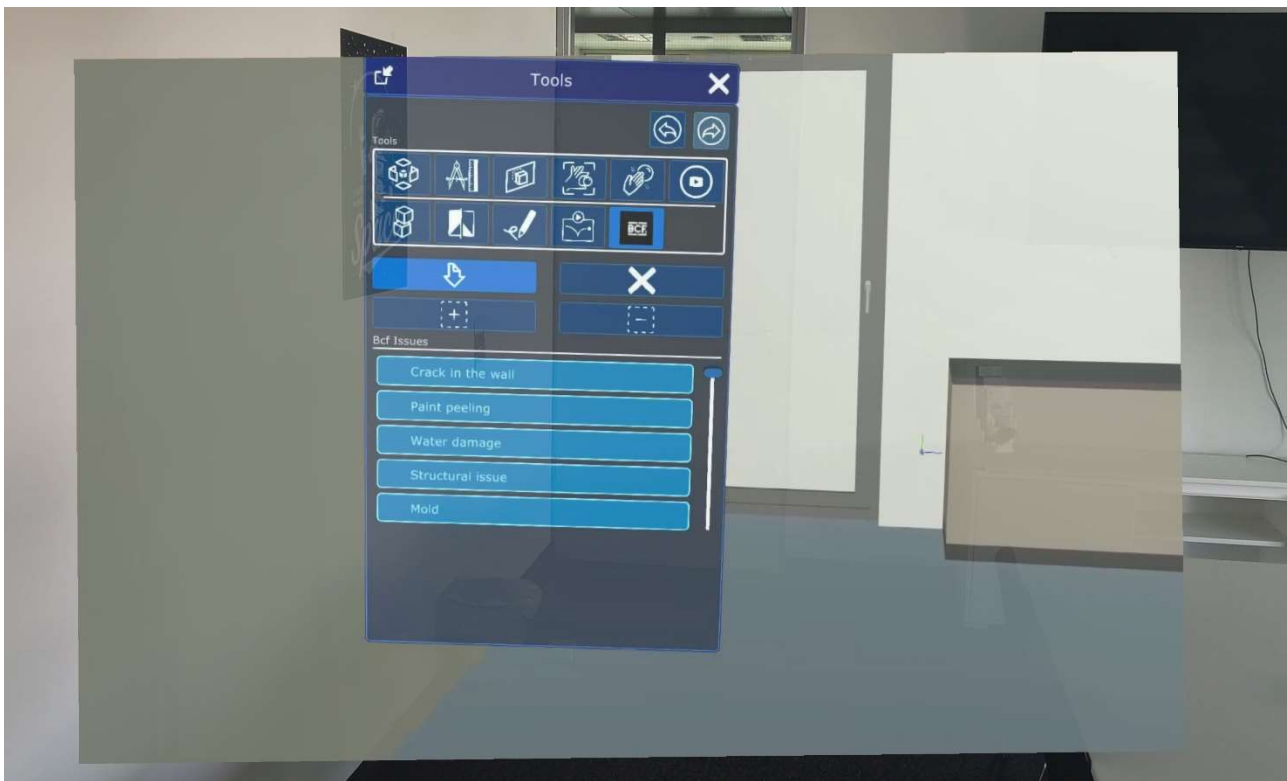 Tools
Tools
BCF
Bcf Issues
Crack in the wall
Paint peeling
Water damage
Structural issue
Mold